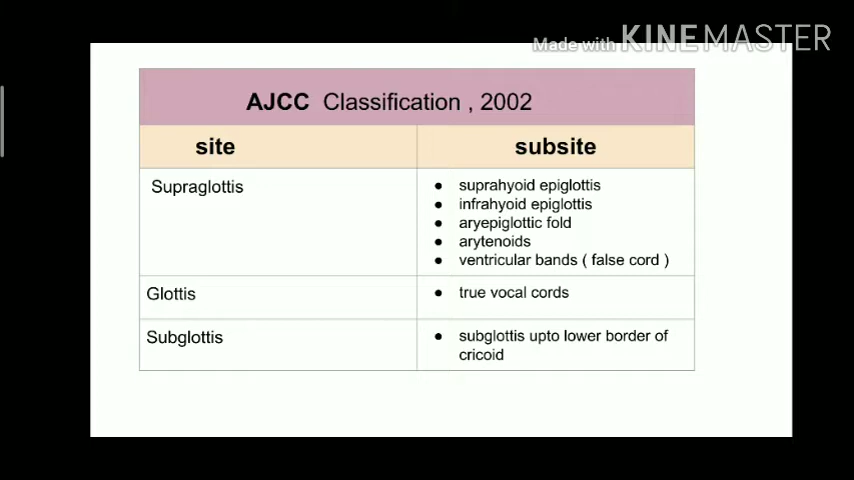 Made with KINEMASTER
AJCC Classification , 2002
site subsite
Supraglottis
● suprahyoid epiglottis
● infrahyoid epiglottis
● aryepiglottic fold
● arytenoids
● ventricular bands ( false cord )
Glottis
● true vocal cords
Subglottis
● subglottis upto lower border of
cricoid